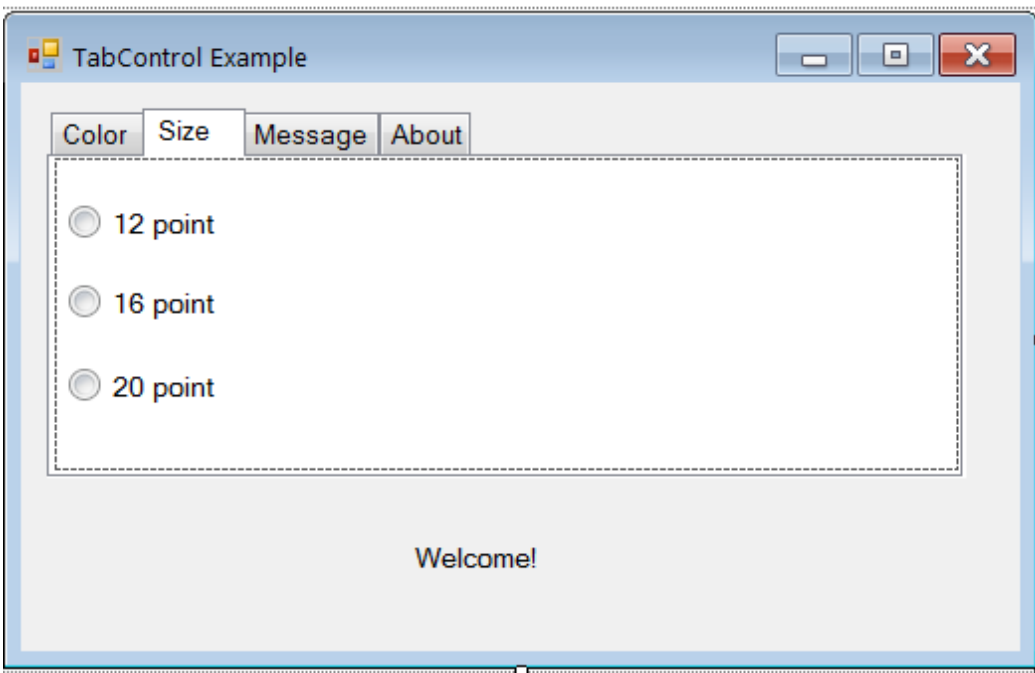 TabControl Example
Color Size Message About
12 point
16 point
20 point
Welcome!